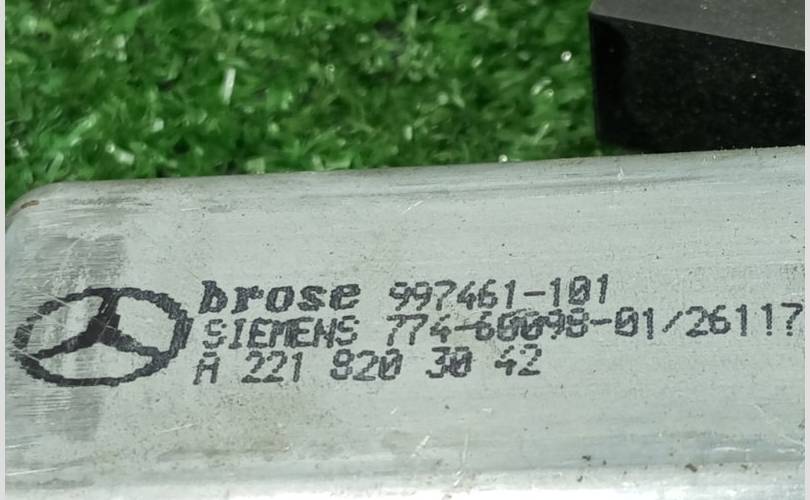 brose 997461-101
SIEMENS 774-60098-01/26117
A 221 820 30 42